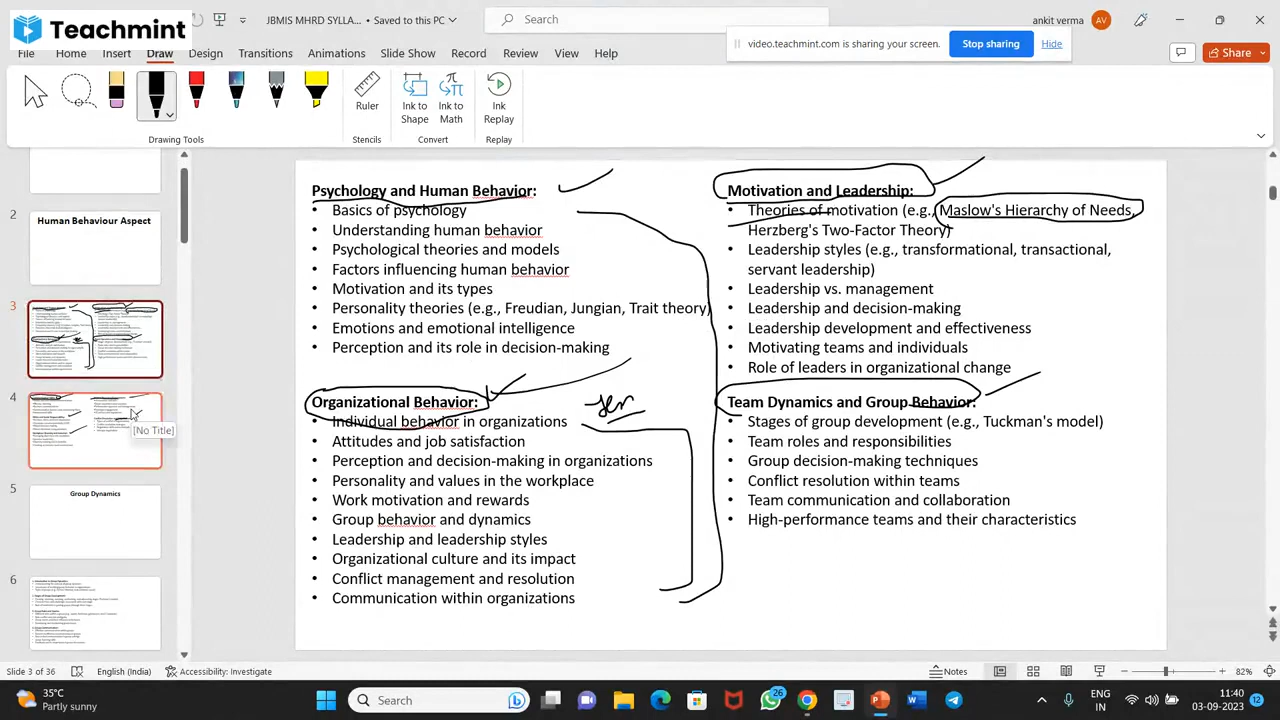 Teachmint
JBMIS MHRD SYLLA... • Saved to this PC
Search
ankit verma
AV
video.teachmint.com is sharing your screen.
Stop sharing
Hide
File
Home
Insert
Draw
Design
Transitions
Animations
Slide Show
Record
Review
View
Help
Share
Ruler
Ink to Shape
Ink to Math
Ink Replay
Drawing Tools
Stencils
Convert
Replay
2
Human Behaviour Aspect
3
4
[No Title]
5
Group Dynamics
6
Psychology and Human Behavior:
• Basics of psychology
• Understanding human behavior
• Psychological theories and models
• Factors influencing human behavior
• Motivation and its types
• Personality theories (e.g., Freudian, Jungian, Trait theory)
• Emotions and emotional intelligence
• Perception and its role in decision-making
Organizational Behavior:
• Individual behavior in organizations
• Attitudes and job satisfaction
• Perception and decision-making in organizations
• Personality and values in the workplace
• Work motivation and rewards
• Group behavior and dynamics
• Leadership and leadership styles
• Organizational culture and its impact
• Conflict management and resolution
• Communication within organizations
Motivation and Leadership:
• Theories of motivation (e.g., Maslow's Hierarchy of Needs,
Herzberg's Two-Factor Theory)
• Leadership styles (e.g., transformational, transactional,
servant leadership)
• Leadership vs. management
• Leadership and decision-making
• Leadership development and effectiveness
• Motivating teams and individuals
• Role of leaders in organizational change
Team Dynamics and Group Behavior:
• Stages of group development (e.g., Tuckman's model)
• Team roles and responsibilities
• Group decision-making techniques
• Conflict resolution within teams
• Team communication and collaboration
• High-performance teams and their characteristics
Slide 3 of 36
English (India)
Accessibility: Investigate
Notes
82%
35°C
Partly sunny
Search
26
ENG
IN
11:40
03-09-2023